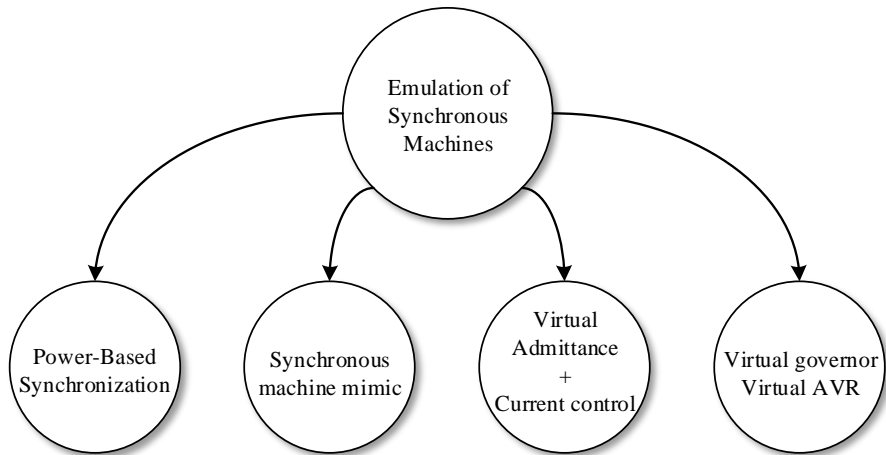 Emulation of
Synchronous
Machines
Power-Based
Synchronization
Synchronous
machine mimic
Virtual
Admittance
+
Current control
Virtual governor
Virtual AVR